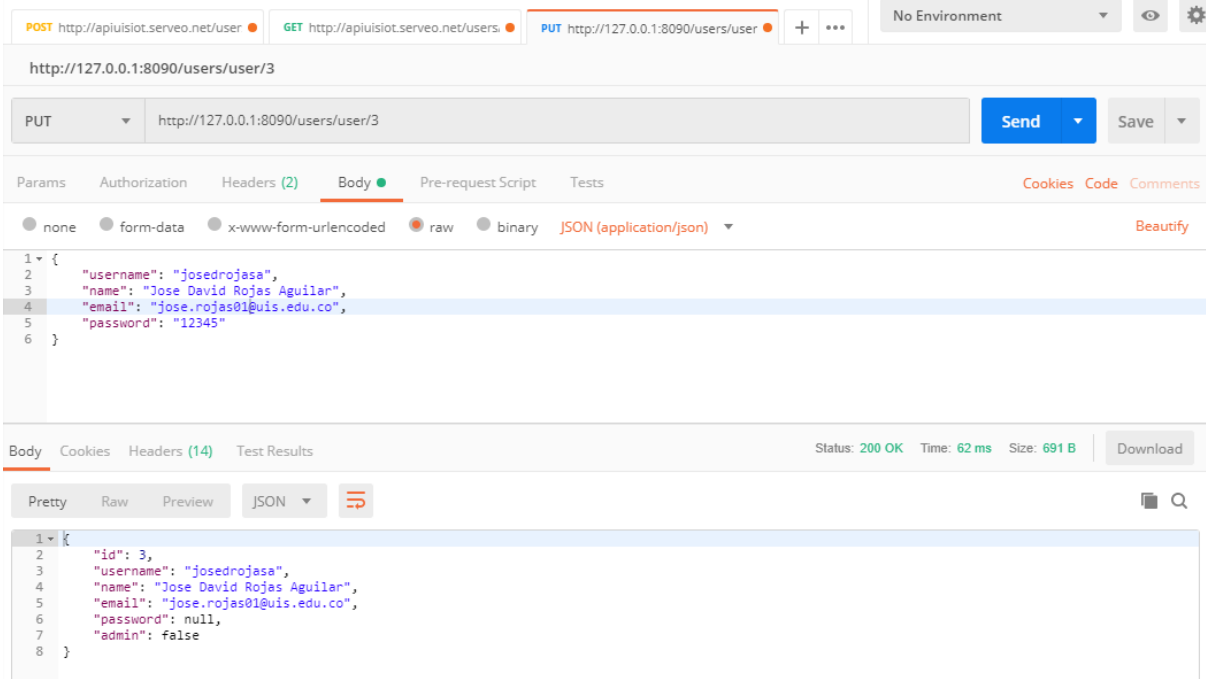 POST http://apiuisiot.serveo.net/user GET http://apiuisiot.serveo.net/users, PUT http://127.0.0.1:8090/users/user + ••• No Environment
http://127.0.0.1:8090/users/user/3
PUT http://127.0.0.1:8090/users/user/3 Send Save
Params Authorization Headers (2) Body Pre-request Script Tests Cookies Code Comments
none form-data x-www-form-urlencoded raw binary JSON (application/json) Beautify
1 {
2 "username": "josedrojasa",
3 "name": "Jose David Rojas Aguilar",
4 "email": "jose.rojas01@uis.edu.co",
5 "password": "12345"
6 }
Body Cookies Headers (14) Test Results Status: 200 OK Time: 62 ms Size: 691 B Download
Pretty Raw Preview JSON
1 {
2 "id": 3,
3 "username": "josedrojasa",
4 "name": "Jose David Rojas Aguilar",
5 "email": "jose.rojas01@uis.edu.co",
6 "password": null,
7 "admin": false
8 }